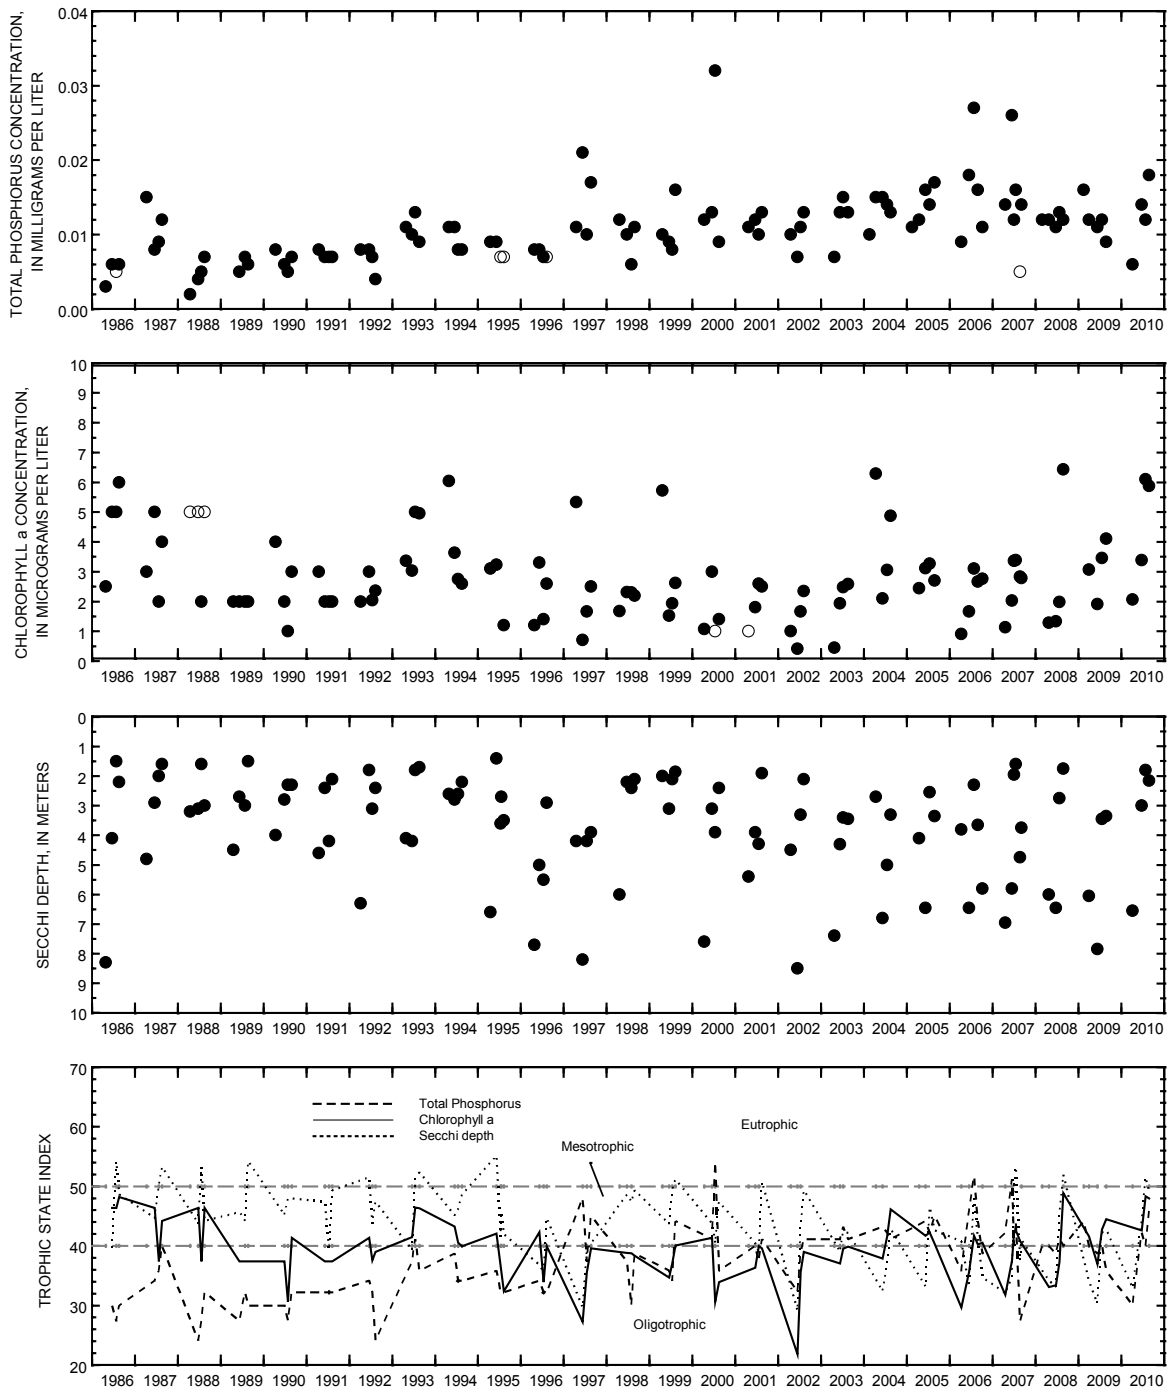 TOTAL PHOSPHORUS CONCENTRATION,
IN MILLIGRAMS PER LITER
0.04
0.03
0.02
0.01
0.00
1986 1987 1988 1989 1990 1991 1992 1993 1994 1995 1996 1997 1998 1999 2000 2001 2002 2003 2004 2005 2006 2007 2008 2009 2010
CHLOROPHYLL a CONCENTRATION,
IN MICROGRAMS PER LITER
10
9
8
7
6
5
4
3
2
1
0
1986 1987 1988 1989 1990 1991 1992 1993 1994 1995 1996 1997 1998 1999 2000 2001 2002 2003 2004 2005 2006 2007 2008 2009 2010
SECCHI DEPTH, IN METERS
0
1
2
3
4
5
6
7
8
9
10
1986 1987 1988 1989 1990 1991 1992 1993 1994 1995 1996 1997 1998 1999 2000 2001 2002 2003 2004 2005 2006 2007 2008 2009 2010
TROPHIC STATE INDEX
70
60
50
40
30
20
Total Phosphorus
Chlorophyll a
Secchi depth
Eutrophic
Mesotrophic
Oligotrophic
1986 1987 1988 1989 1990 1991 1992 1993 1994 1995 1996 1997 1998 1999 2000 2001 2002 2003 2004 2005 2006 2007 2008 2009 2010